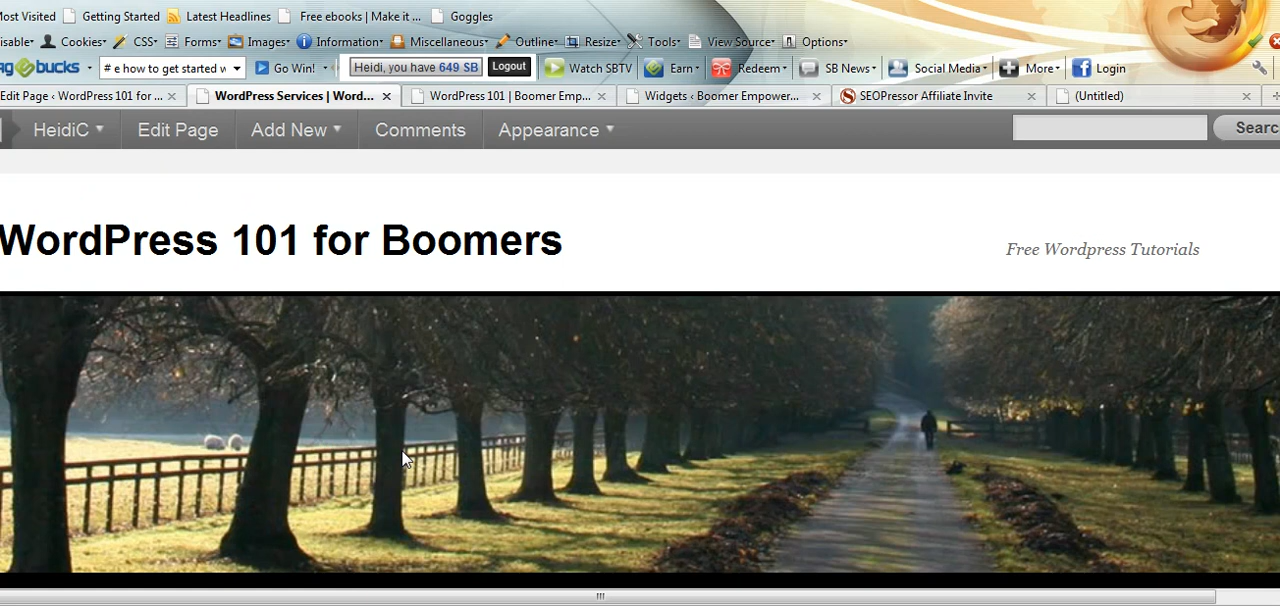 Most Visited Getting Started Latest Headlines Free ebooks | Make it ... Goggles
isable Cookies CSS Forms Images Information Miscellaneous Outline Resize Tools View Source Options
ag bucks # e how to get started w Go Win! Heidi, you have 649 SB Logout Watch SBTV Earn Redeem SB News Social Media More Login
Edit Page ‹ WordPress 101 for ... WordPress Services | Word... WordPress 101 | Boomer Emp... Widgets ‹ Boomer Empower... SEOPressor Affiliate Invite (Untitled)
HeidiC Edit Page Add New Comments Appearance Searc
WordPress 101 for Boomers
Free Wordpress Tutorials